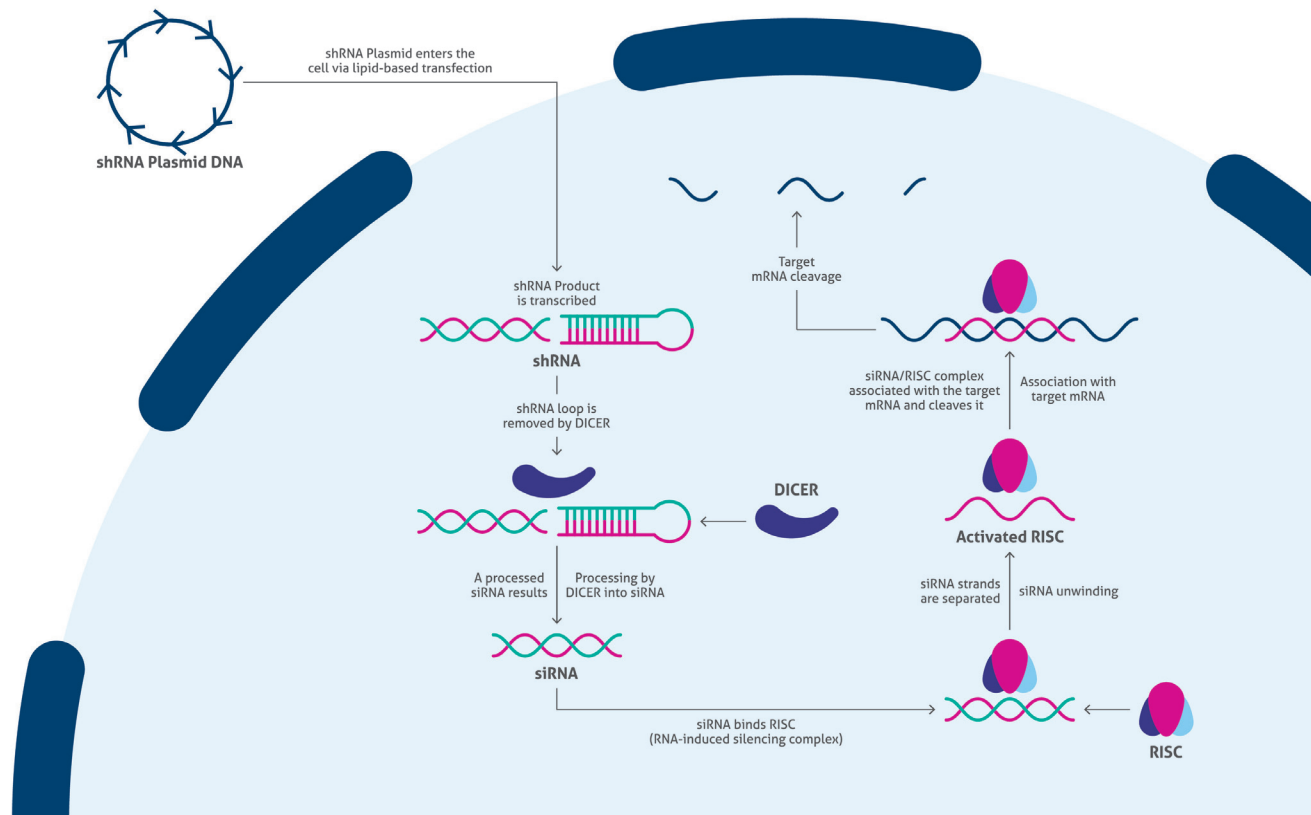 shRNA Plasmid enters the
cell via lipid-based transfection
shRNA Plasmid DNA
shRNA Product
is transcribed
shRNA
shRNA loop is
removed by DICER
DICER
A processed
siRNA results
Processing by
DICER into siRNA
siRNA
siRNA binds RISC
(RNA-induced silencing complex)
RISC
siRNA strands
are separated
siRNA unwinding
Activated RISC
siRNA/RISC complex
associated with the target
mRNA and cleaves it
Association with
target mRNA
Target
mRNA cleavage